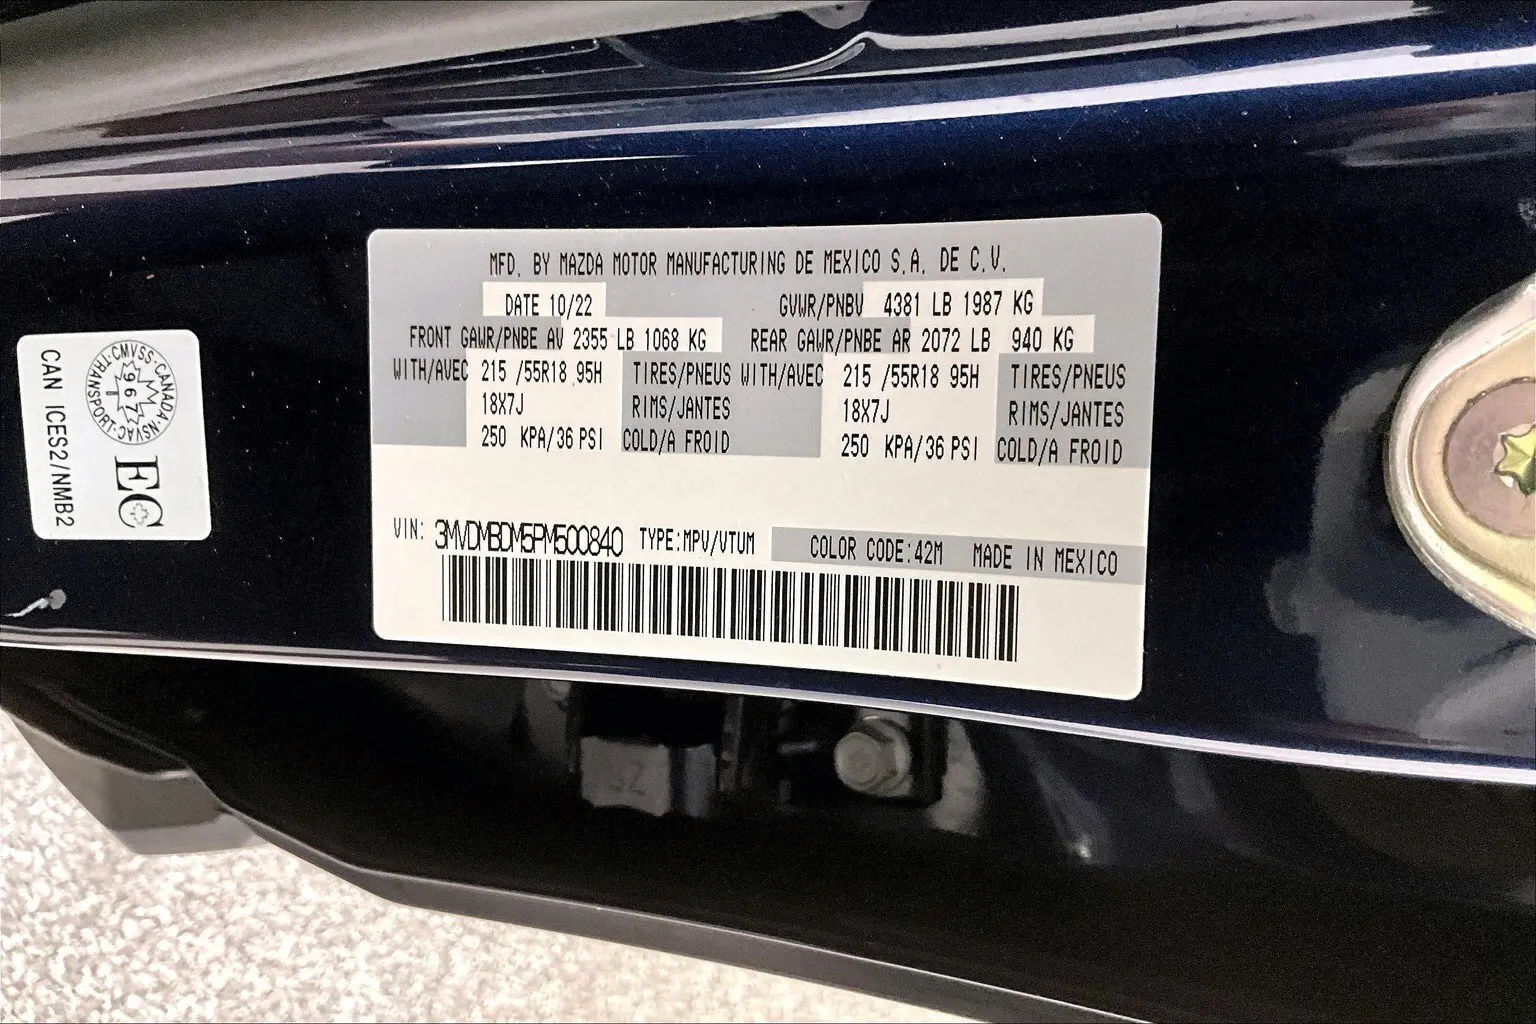 MFD. BY MAZDA MOTOR MANUFACTURING DE MEXICO S.A. DE C.V.
DATE 10/22 GVWR/PNBV 4381 LB 1987 KG
FRONT GAWR/PNBE AV 2355 LB 1068 KG REAR GAWR/PNBE AR 2072 LB 940 KG
WITH/AVEC 215 /55R18 95H TIRES/PNEUS WITH/AVEC 215 /55R18 95H TIRES/PNEUS
18X7J RIMS/JANTES 18X7J RIMS/JANTES
250 KPA/36 PSI COLD/A FROID 250 KPA/36 PSI COLD/A FROID
VIN: 3MVDMBDM5PM500840 TYPE:MPV/VTUM COLOR CODE:42M MADE IN MEXICO
CMVSS·CANADA·NSVAC·TRANSPORT·
967
EC
CAN ICES2/NMB2